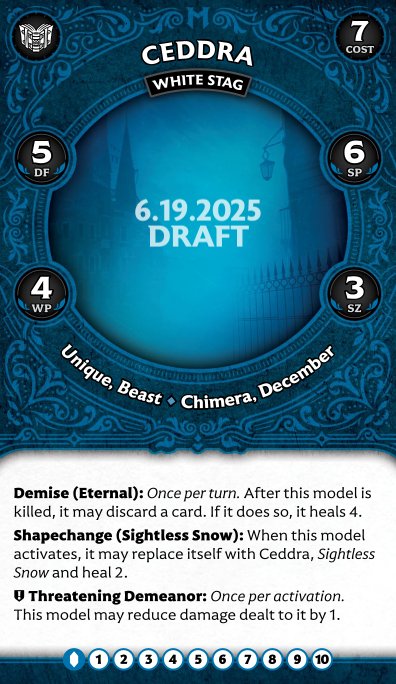 7
COST
CEDDRA
WHITE STAG
5
DF
6
SP
6.19.2025
DRAFT
4
WP
3
SZ
Unique, Beast ◆ Chimera, December
Demise (Eternal): Once per turn. After this model is
killed, it may discard a card. If it does so, it heals 4.
Shapechange (Sightless Snow): When this model
activates, it may replace itself with Ceddra, Sightless
Snow and heal 2.
Threatening Demeanor: Once per activation.
This model may reduce damage dealt to it by 1.
1 2 3 4 5 6 7 8 9 10